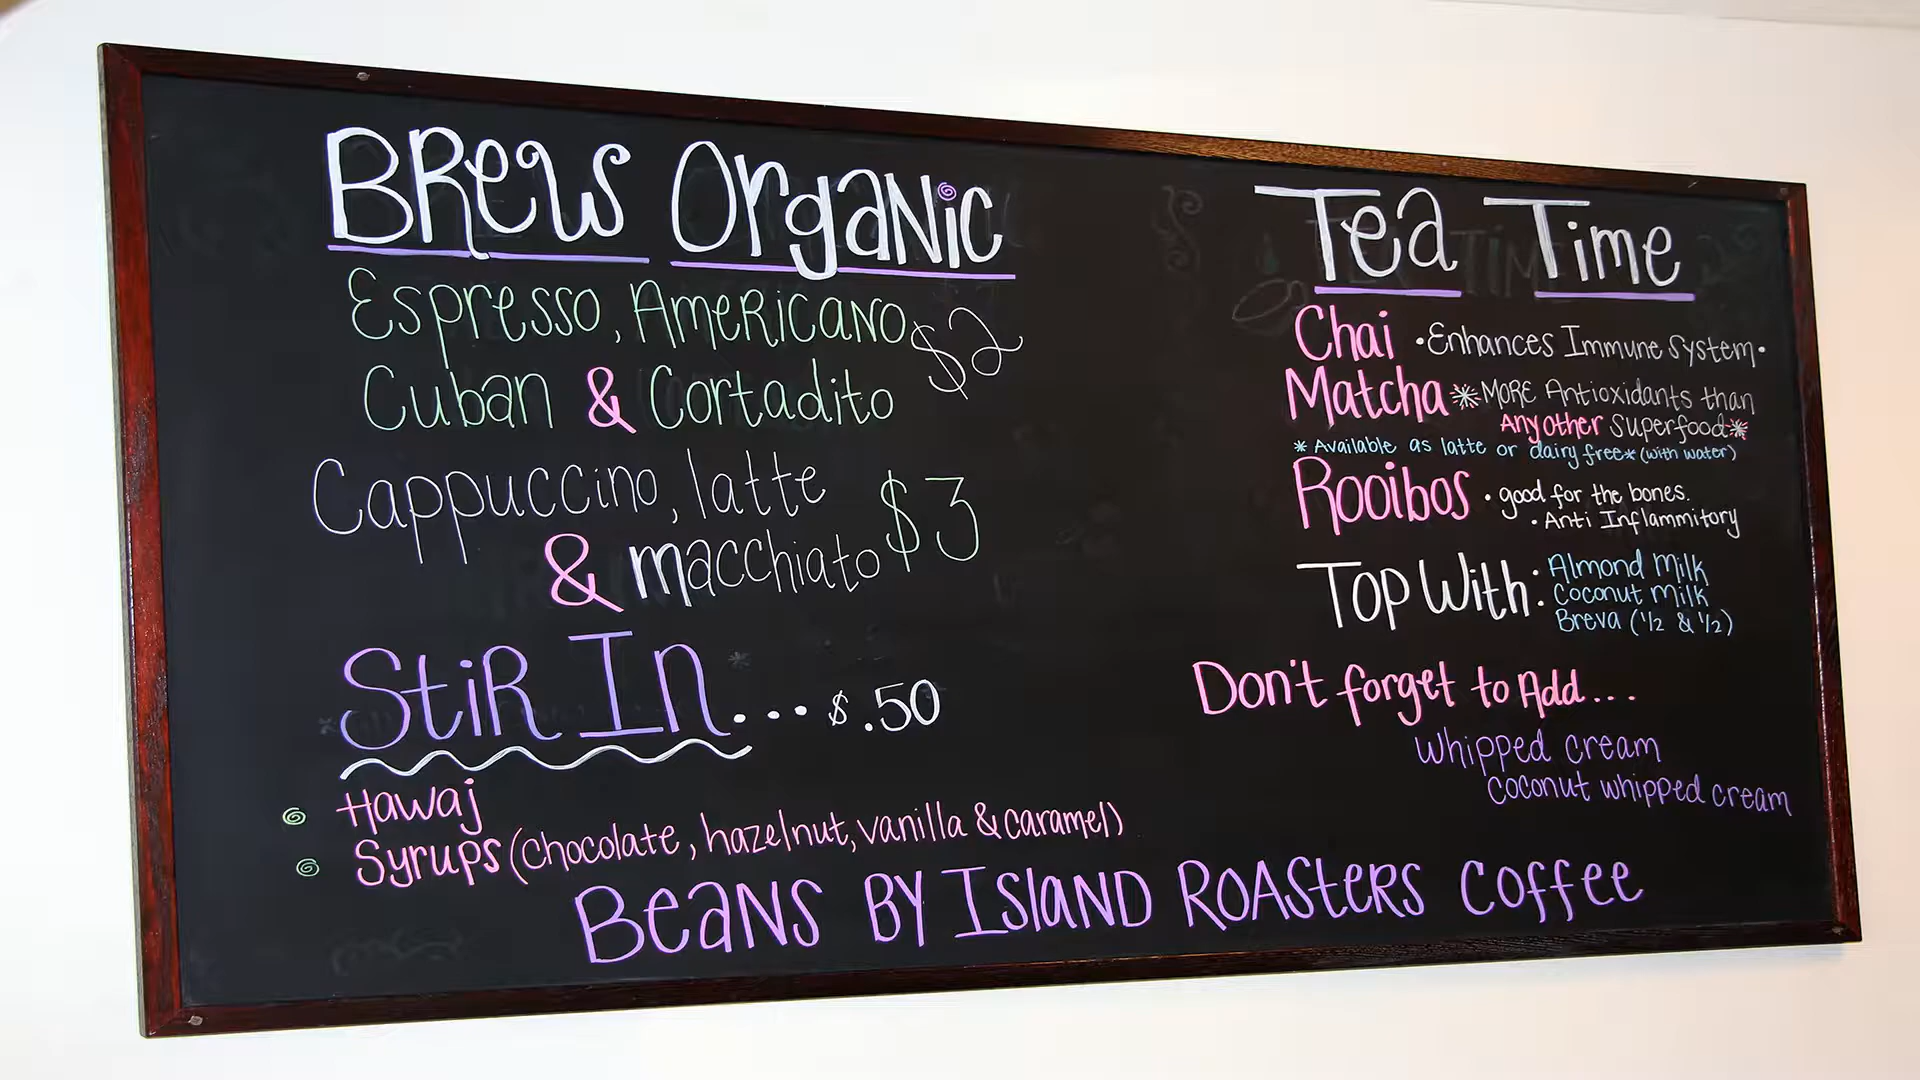 Brew Organic
Espresso, Americano
Cuban & Cortadito
$2
Cappuccino, latte
& macchiato
$3
Stir In... $.50
Hawaj
Syrups (chocolate, hazelnut, vanilla & caramel)
Tea Time
Chai • Enhances Immune System •
Matcha *More Antioxidants than
Any other Superfood*
* Available as latte or dairy free* (with water)
Rooibos • good for the bones.
• Anti Inflammitory
Top With: Almond Milk
Coconut Milk
Breva (1/2 & 1/2)
Don't forget to Add...
whipped cream
coconut whipped cream
Beans By Island Roasters Coffee